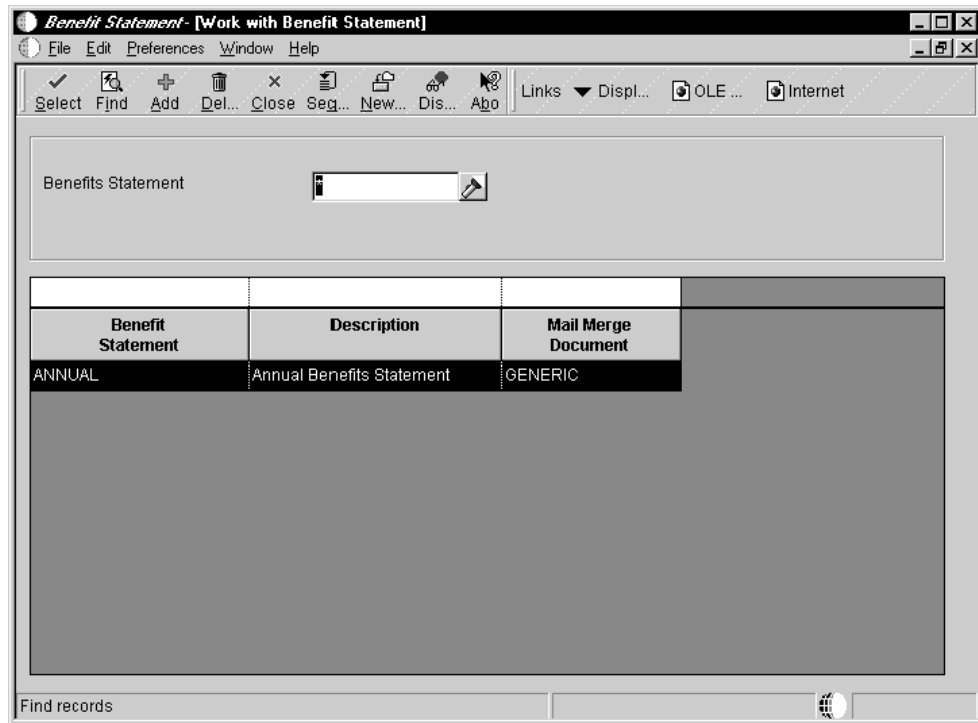 Benefit Statement - [Work with Benefit Statement]
File Edit Preferences Window Help
Select Find Add Del... Close Seq... New... Dis... Abo Links Displ... OLE ... Internet
Benefits Statement *
Benefit Statement Description Mail Merge Document
ANNUAL Annual Benefits Statement GENERIC
Find records